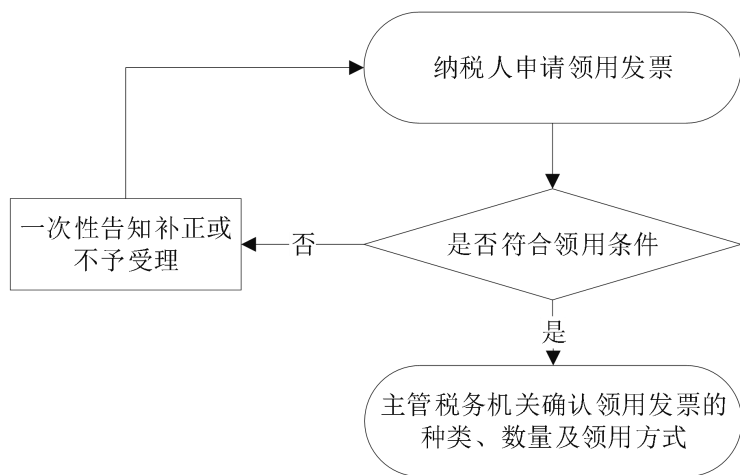 纳税人申请领用发票
一次性告知补正或
不予受理
否
是否符合领用条件
是
主管税务机关确认领用发票的
种类、数量及领用方式